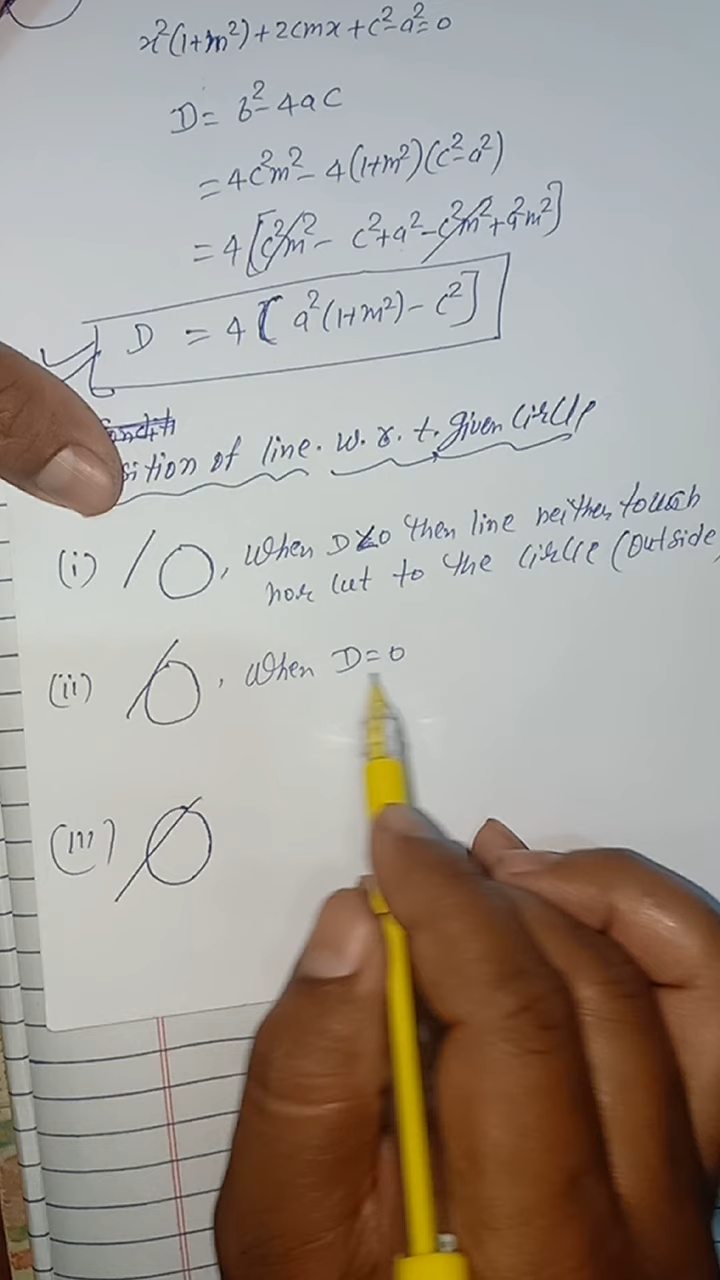 x²(1+m²)+2cmx+c²-a²=0
D= b²-4ac
=4c²m²-4(1+m²)(c²-a²)
=4[c²m²- c²+a²-c²m²+a²m²]
D = 4[a²(1+m²)-c²]
sition of line. w. r. t. given Circle
(i) , When D<0 then line neither touch
nor cut to the circle (outside
(ii) , When D=0
(iii)